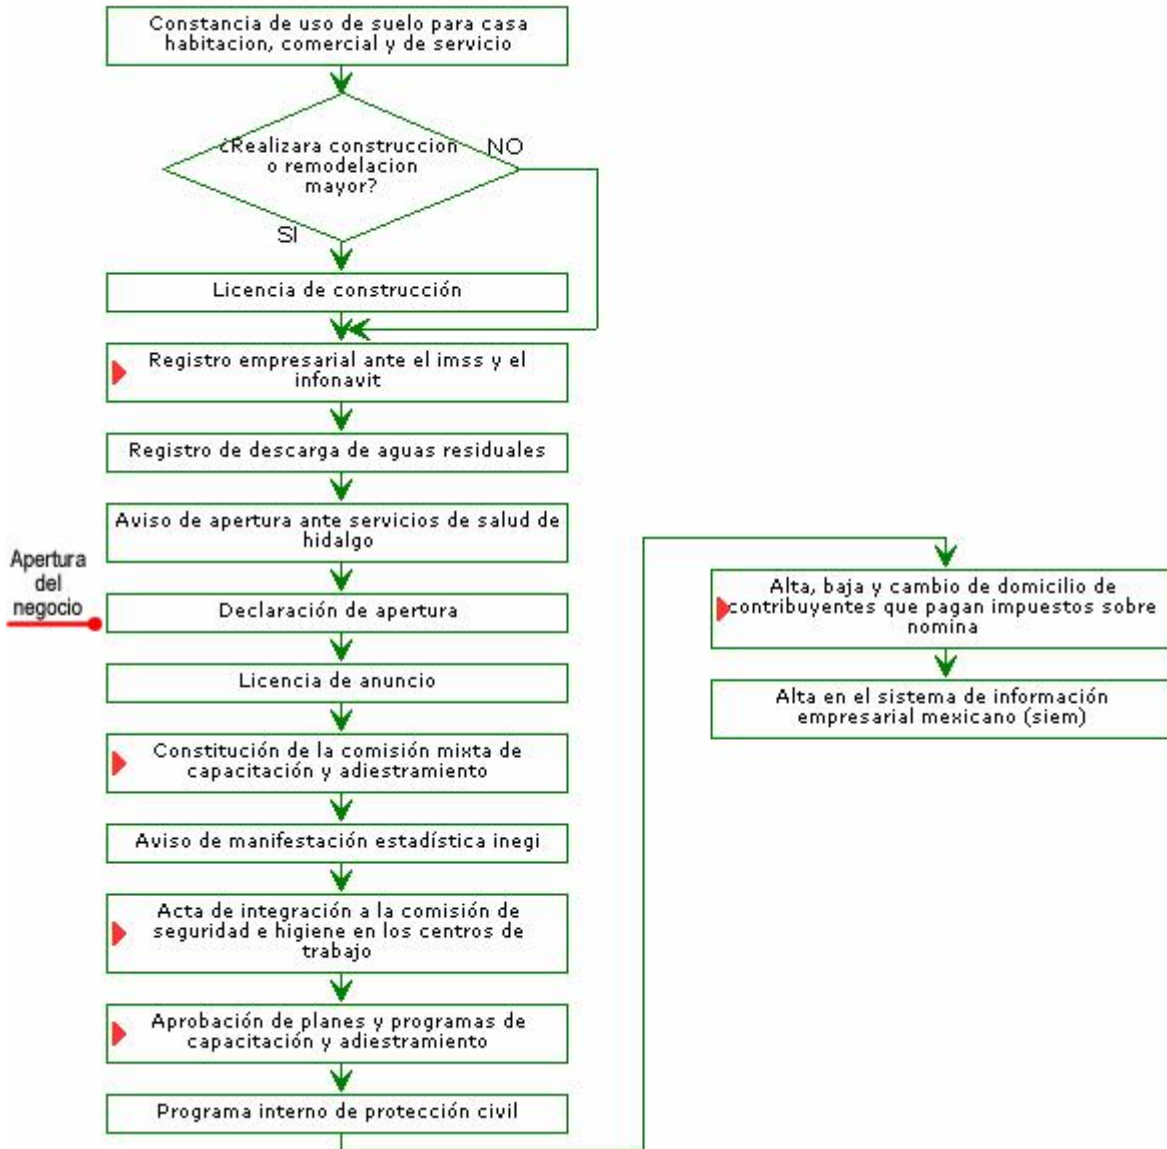 Constancia de uso de suelo para casa
habitacion, comercial y de servicio
¿Realizara construccion
o remodelacion
mayor?
NO
SI
Licencia de construcción
Registro empresarial ante el imss y el
infonavit
Registro de descarga de aguas residuales
Aviso de apertura ante servicios de salud de
hidalgo
Apertura
del
negocio
Declaración de apertura
Licencia de anuncio
Constitución de la comisión mixta de
capacitación y adiestramiento
Aviso de manifestación estadística inegi
Acta de integración a la comisión de
seguridad e higiene en los centros de
trabajo
Aprobación de planes y programas de
capacitación y adiestramiento
Programa interno de protección civil
Alta, baja y cambio de domicilio de
contribuyentes que pagan impuestos sobre
nomina
Alta en el sistema de información
empresarial mexicano (siem)